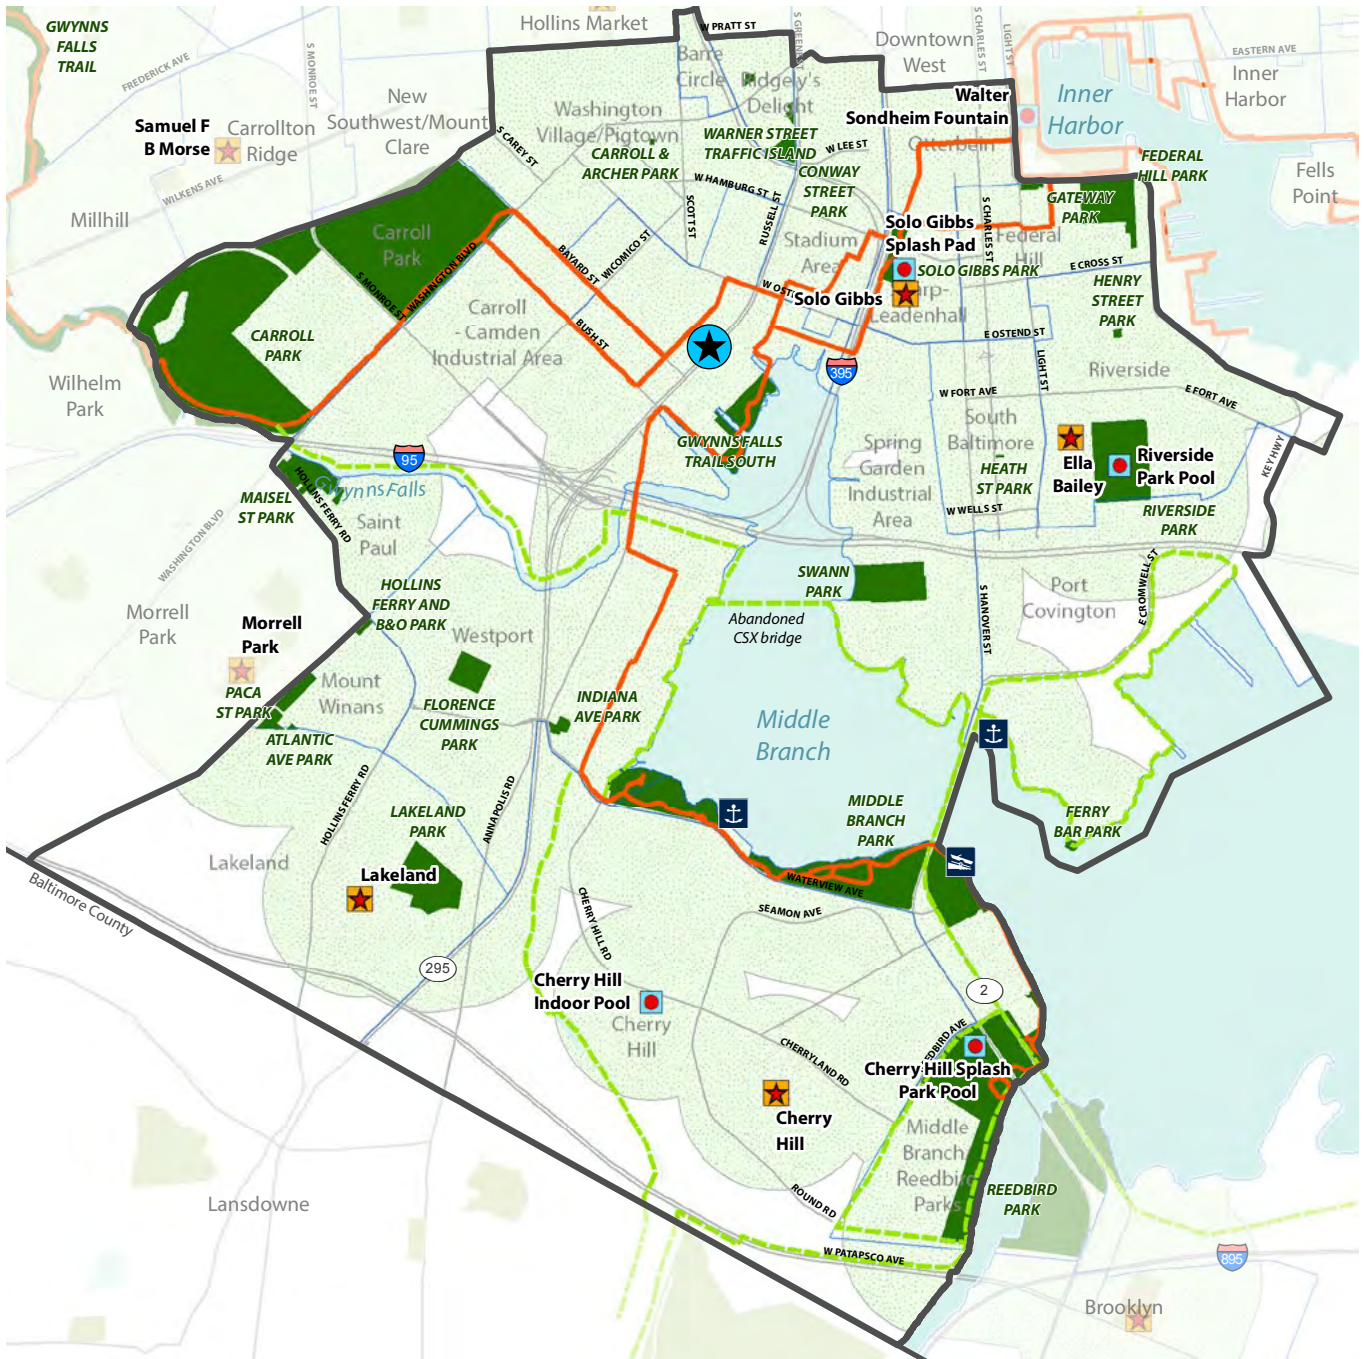 GWYNNS
FALLS
TRAIL
Hollins Market
W PRATT ST
S GREENE ST
S CHARLES ST
LIGHT ST
Downtown
West
EASTERN AVE
Inner
Harbor
FREDERICK AVE
S MONROE ST
Barre
Circle
Ridgely's
Delight
New
Southwest/Mount
Clare
Washington
Village/Pigtown
Walter
Sondheim Fountain
Inner
Harbor
Samuel F
B Morse
Carrollton
Ridge
S CAREY ST
WARNER STREET
TRAFFIC ISLAND
W LEE ST
Otterbein
CARROLL &
ARCHER PARK
CONWAY
STREET
PARK
FEDERAL
HILL PARK
Fells
Point
WILKENS AVE
W HAMBURG ST
SCOTT ST
RUSSELL ST
GATEWAY
PARK
Millhill
Carroll
Park
S CHARLES ST
Solo Gibbs
Splash Pad
Federal
Hill
Stadium
Area
BAYARD ST
WICOMICO ST
WASHINGTON BLVD
S MONROE ST
SOLO GIBBS PARK
E CROSS ST
HENRY
STREET
PARK
W OST
Solo Gibbs
arp-
Leadenhall
CARROLL
PARK
Carroll
- Camden
Industrial Area
BUSH ST
E OSTEND ST
LIGHT ST
395
Riverside
Wilhelm
Park
W FORT AVE
E FORT AVE
South
Baltimore
GWYNNS FALLS
TRAIL SOUTH
Spring
Garden
Industrial
Area
Ella
Bailey
Riverside
Park Pool
KEY HWY
95
HEATH
ST PARK
Gwynns Falls
HOLLINS FERRY RD
MAISEL
ST PARK
W WELLS ST
RIVERSIDE
PARK
Saint
Paul
WASHINGTON BLVD
SWANN
PARK
Port
Covington
E CROMWELL ST
HOLLINS
FERRY AND
B&O PARK
Abandoned
CSX bridge
S HANOVER ST
Morrell
Park
Morrell
Park
Westport
PACA
ST PARK
Mount
Winans
FLORENCE
CUMMINGS
PARK
INDIANA
AVE PARK
Middle
Branch
ATLANTIC
AVE PARK
HOLLINS FERRY RD
ANNAPOLIS RD
LAKELAND
PARK
MIDDLE
BRANCH
PARK
FERRY
BAR PARK
Lakeland
Lakeland
WATERVIEW AVE
Baltimore County
SEAMON AVE
CHERRY HILL RD
295
Cherry Hill
Indoor Pool
2
Cherry
Hill
EDBIRD AVE
CHERRYLAND RD
Cherry Hill Splash
Park Pool
Cherry
Hill
Middle
Branch
Reedbird
Parks
ROUND RD
REEDBIRD
PARK
Lansdowne
W PATAPSCO AVE
895
Brooklyn